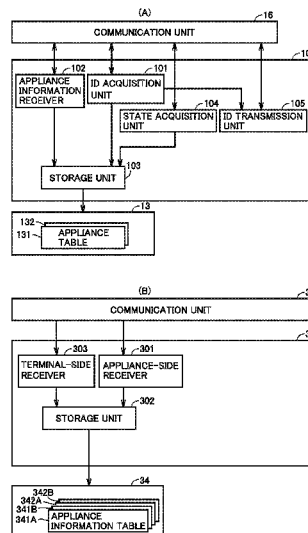 (A)
16
COMMUNICATION UNIT
10
102
101
APPLIANCE
INFORMATION
RECEIVER
ID ACQUISITION
UNIT
104
105
STATE ACQUISITION
UNIT
ID TRANSMISSION
UNIT
103
STORAGE UNIT
13
132
131
APPLIANCE
TABLE
(B)
COMMUNICATION UNIT
303
301
TERMINAL-SIDE
RECEIVER
APPLIANCE-SIDE
RECEIVER
302
STORAGE UNIT
34
342B
342A
341B
341A
APPLIANCE
INFORMATION TABLE